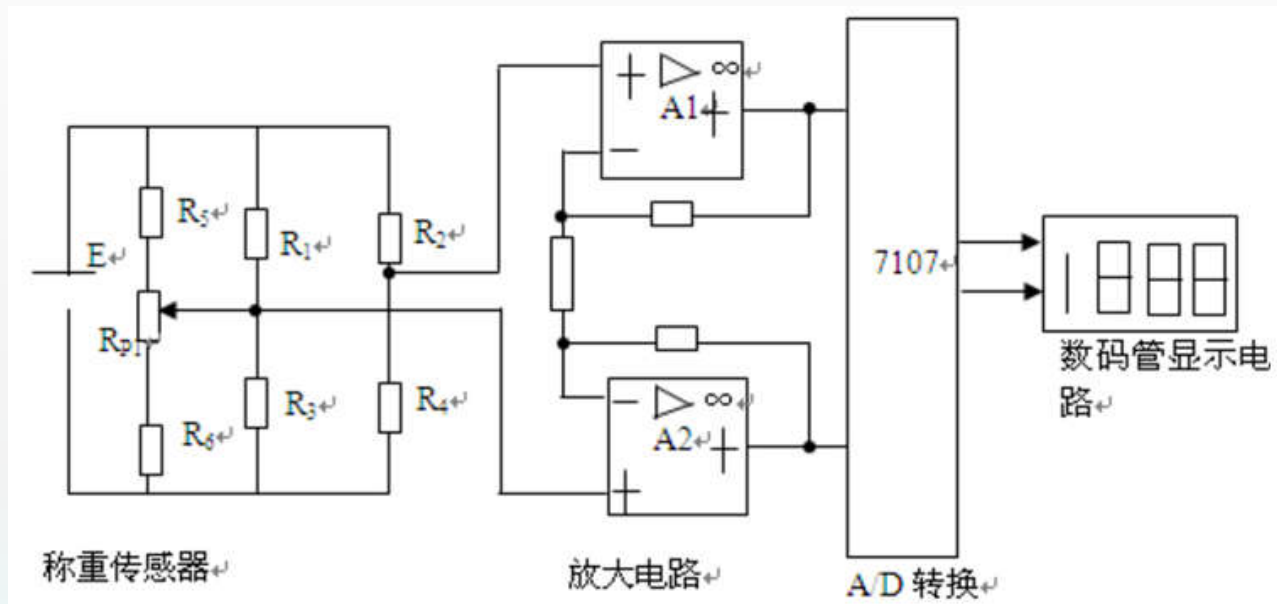 E↵
R5↵
R1↵
R2↵
Rp1
R6↵
R3↵
R4↵
+ ▷ ∞↵
A1↵ +
−
− ▷ ∞↵
A2↵ +
+
7107↵
数码管显示电
路↵
称重传感器↵
放大电路↵
A/D 转换↵